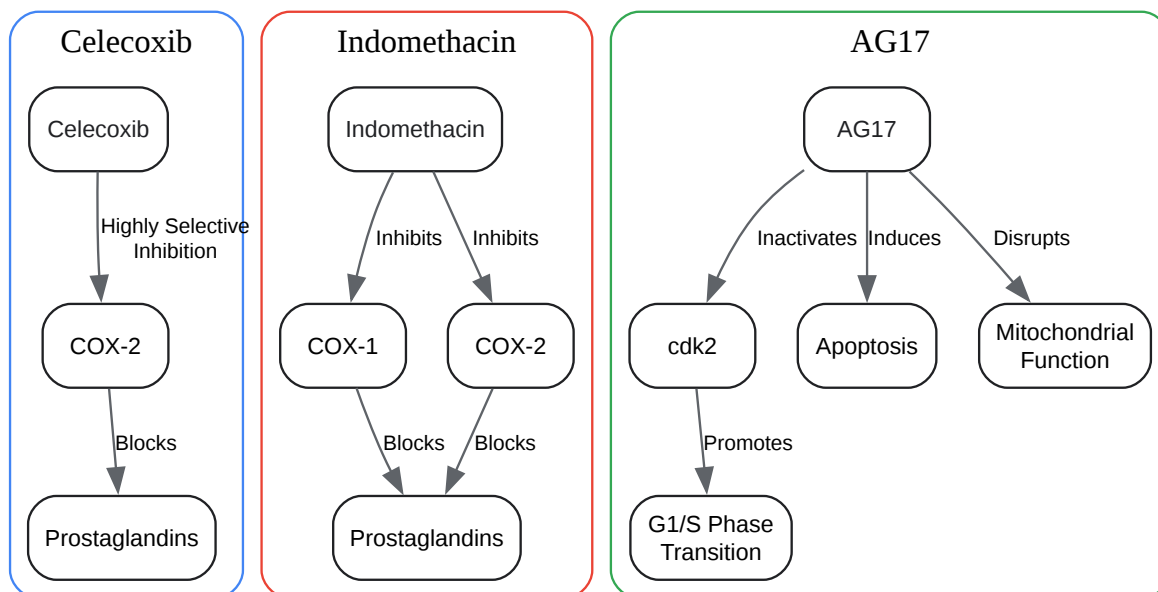 Celecoxib
Celecoxib
Highly Selective
Inhibition
COX-2
Blocks
Prostaglandins
Indomethacin
Indomethacin
Inhibits
Inhibits
COX-1
COX-2
Blocks
Blocks
Prostaglandins
AG17
AG17
Inactivates
Induces
Disrupts
cdk2
Apoptosis
Mitochondrial
Function
Promotes
G1/S Phase
Transition